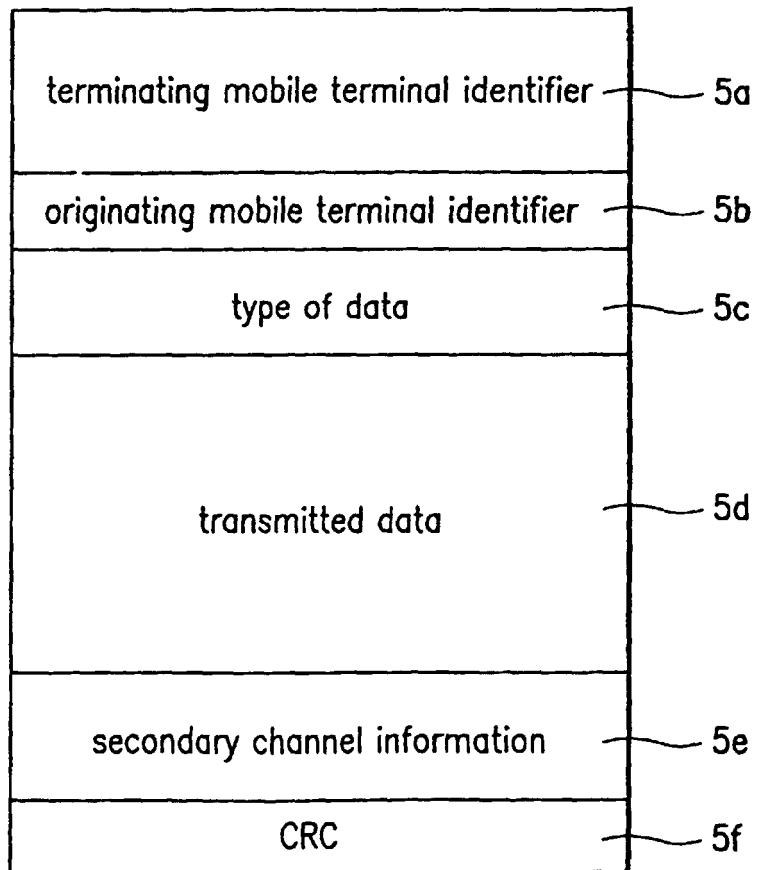 terminating mobile terminal identifier 5a
originating mobile terminal identifier 5b
type of data 5c
transmitted data 5d
secondary channel information 5e
CRC 5f